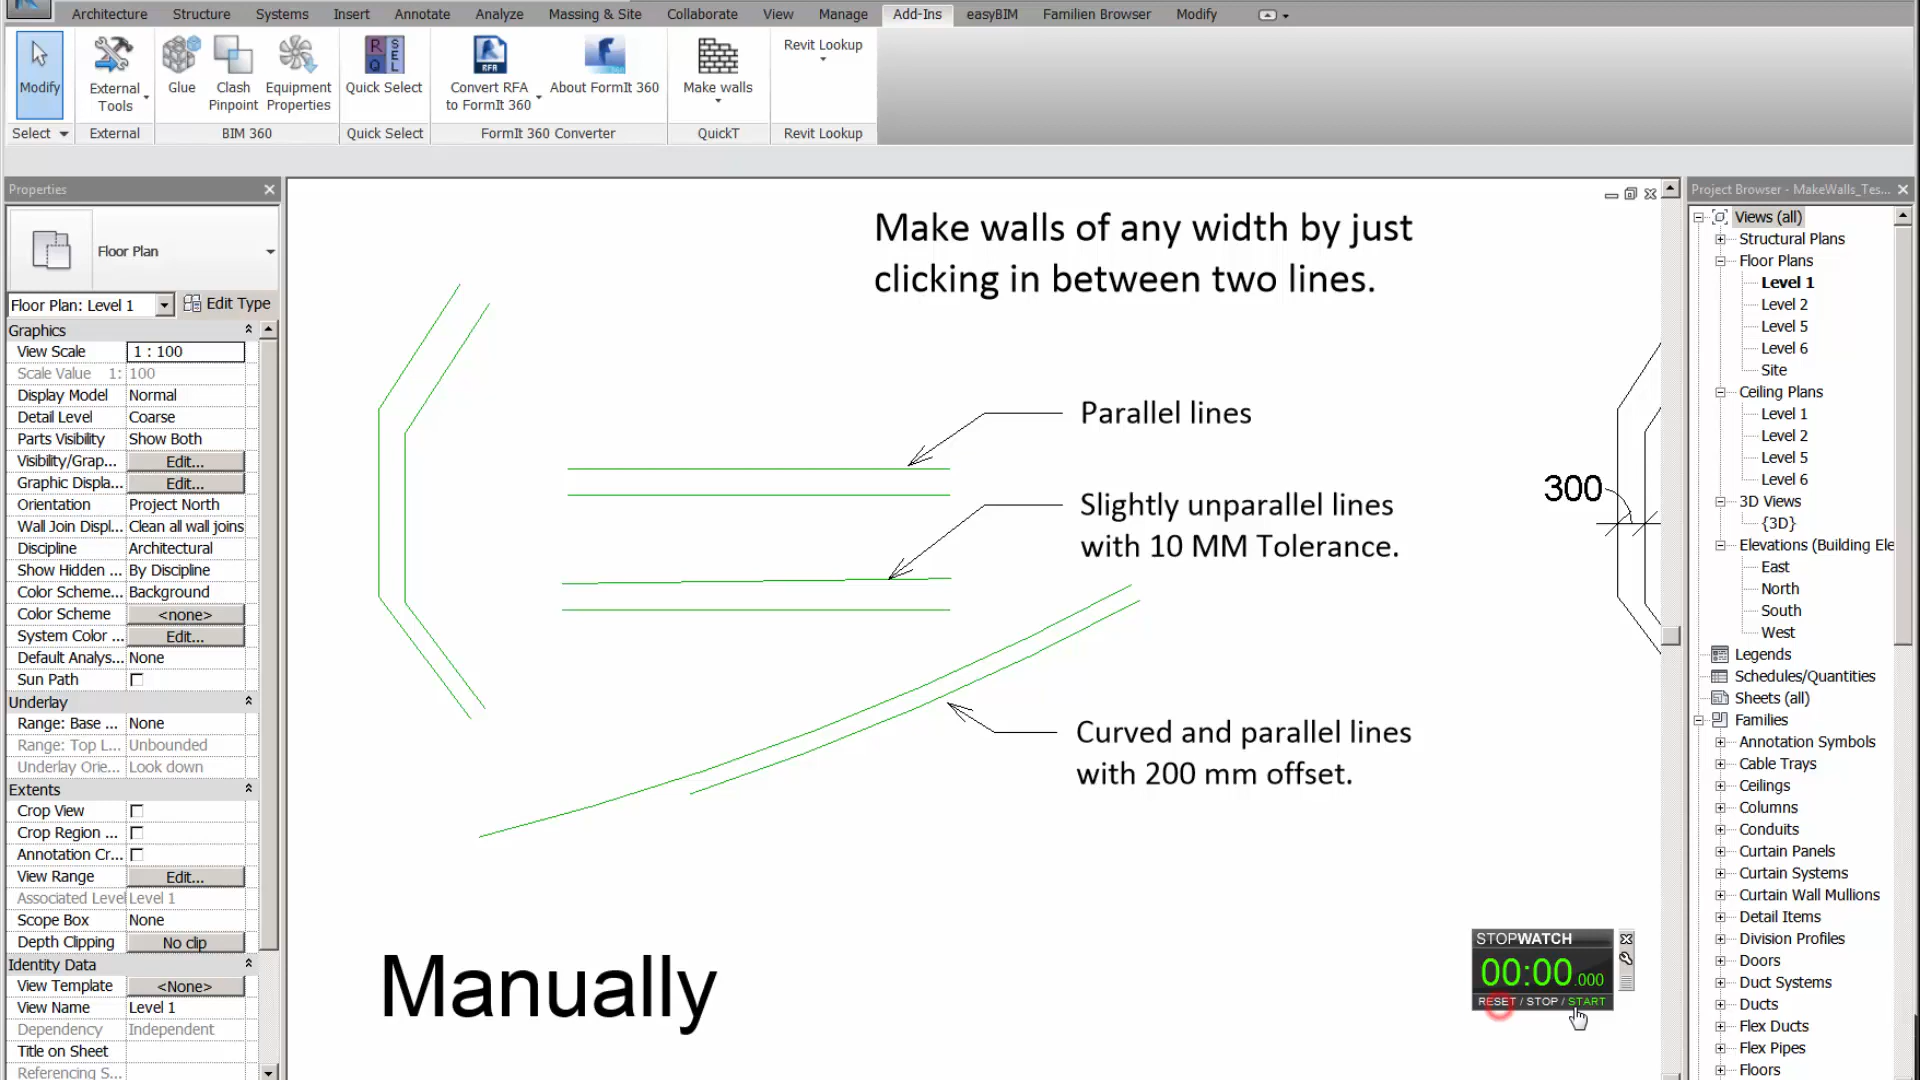 Architecture Structure Systems Insert Annotate Analyze Massing & Site Collaborate View Manage Add-Ins easyBIM Familien Browser Modify
Modify
External
Tools
Glue
Clash
Pinpoint
Equipment
Properties
R
Q
S
E
L
Quick Select
RFA
Convert RFA
to FormIt 360
About FormIt 360
Make walls
Revit Lookup
Select External BIM 360 Quick Select FormIt 360 Converter QuickT Revit Lookup
Properties
Floor Plan
Floor Plan: Level 1 Edit Type
Graphics
View Scale 1 : 100
Scale Value 1: 100
Display Model Normal
Detail Level Coarse
Parts Visibility Show Both
Visibility/Grap... Edit...
Graphic Displa... Edit...
Orientation Project North
Wall Join Displ... Clean all wall joins
Discipline Architectural
Show Hidden ... By Discipline
Color Scheme... Background
Color Scheme <none>
System Color ... Edit...
Default Analys... None
Sun Path
Underlay
Range: Base ... None
Range: Top L... Unbounded
Underlay Orie... Look down
Extents
Crop View
Crop Region ...
Annotation Cr...
View Range Edit...
Associated Level Level 1
Scope Box None
Depth Clipping No clip
Identity Data
View Template <None>
View Name Level 1
Dependency Independent
Title on Sheet
Referencing S...
Make walls of any width by just
clicking in between two lines.
Parallel lines
Slightly unparallel lines
with 10 MM Tolerance.
Curved and parallel lines
with 200 mm offset.
300
Manually
STOPWATCH
00:00.000
RESET / STOP / START
Project Browser - MakeWalls_Tes...
Views (all)
Structural Plans
Floor Plans
Level 1
Level 2
Level 5
Level 6
Site
Ceiling Plans
Level 1
Level 2
Level 5
Level 6
3D Views
{3D}
Elevations (Building Ele
East
North
South
West
Legends
Schedules/Quantities
Sheets (all)
Families
Annotation Symbols
Cable Trays
Ceilings
Columns
Conduits
Curtain Panels
Curtain Systems
Curtain Wall Mullions
Detail Items
Division Profiles
Doors
Duct Systems
Ducts
Flex Ducts
Flex Pipes
Floors